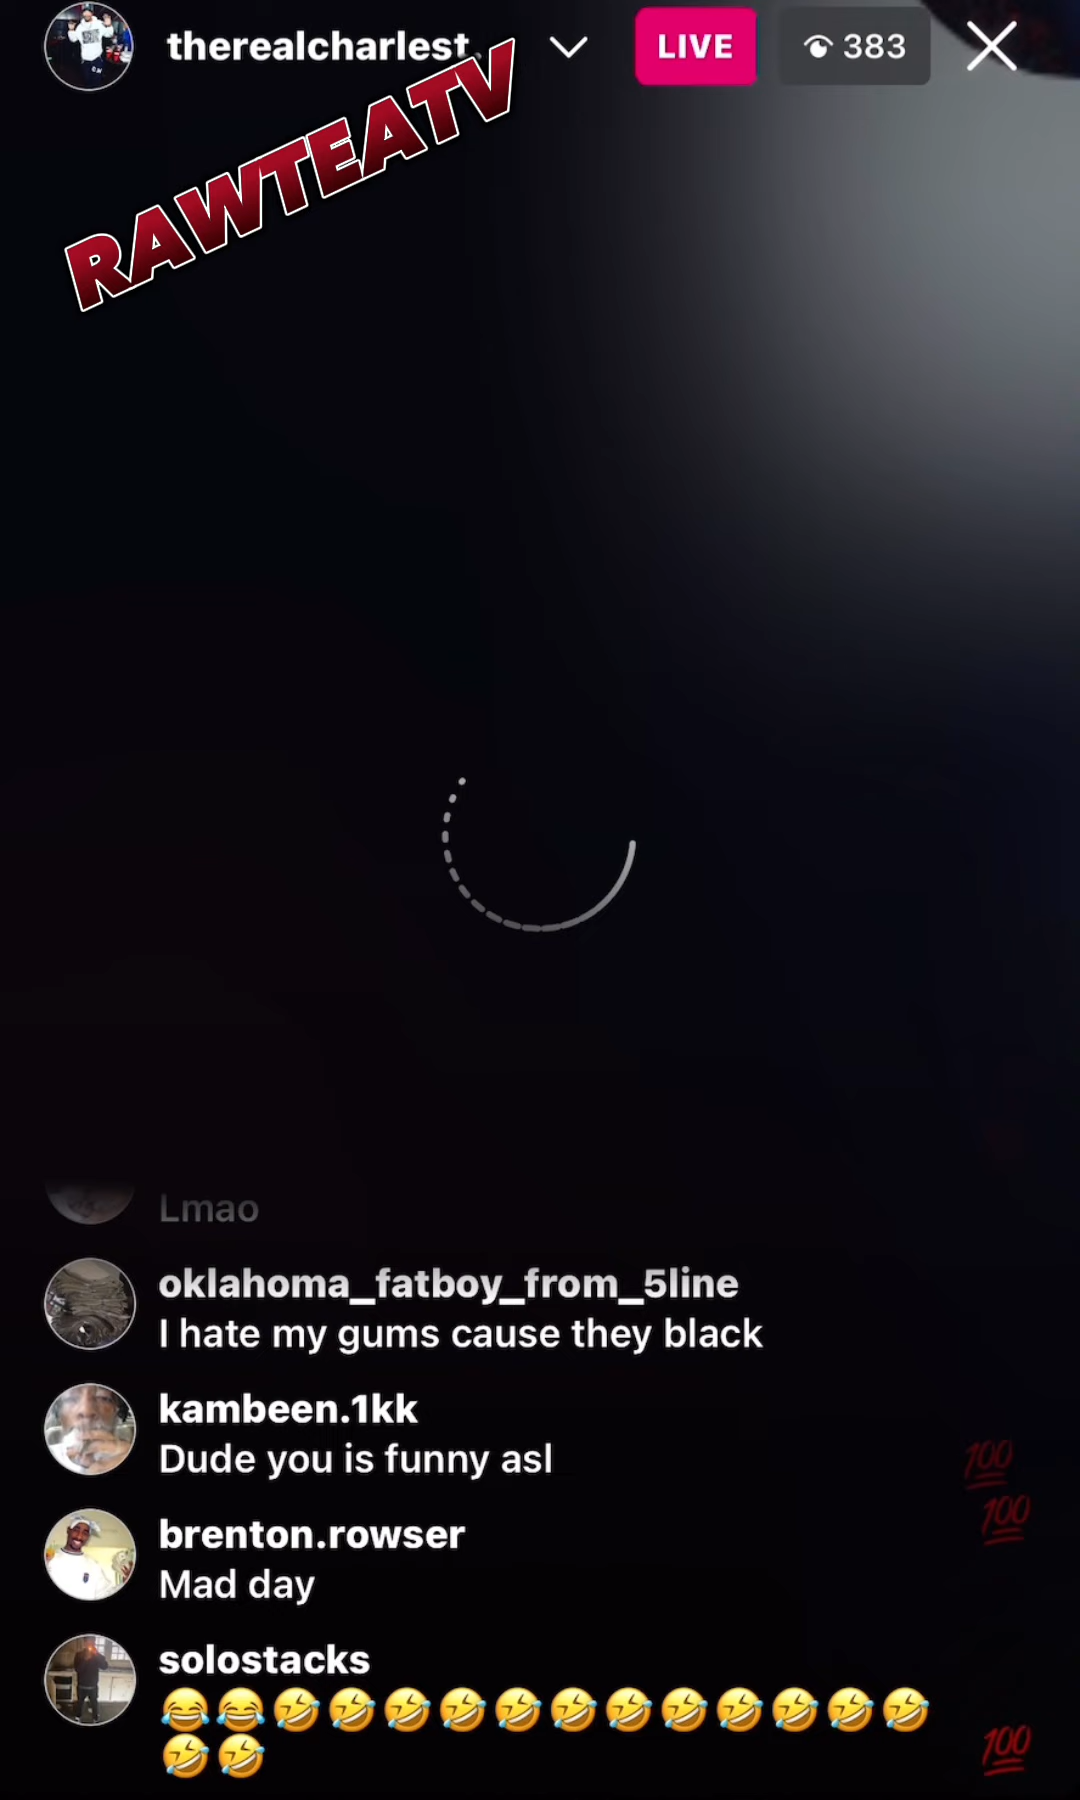 therealcharlest
LIVE
383
RAWTEATV
Lmao
oklahoma_fatboy_from_5line
I hate my gums cause they black
kambeen.1kk
Dude you is funny asl
💯
💯
brenton.rowser
Mad day
solostacks
😂😂🤣🤣🤣🤣🤣🤣🤣🤣🤣🤣🤣🤣
🤣🤣
💯